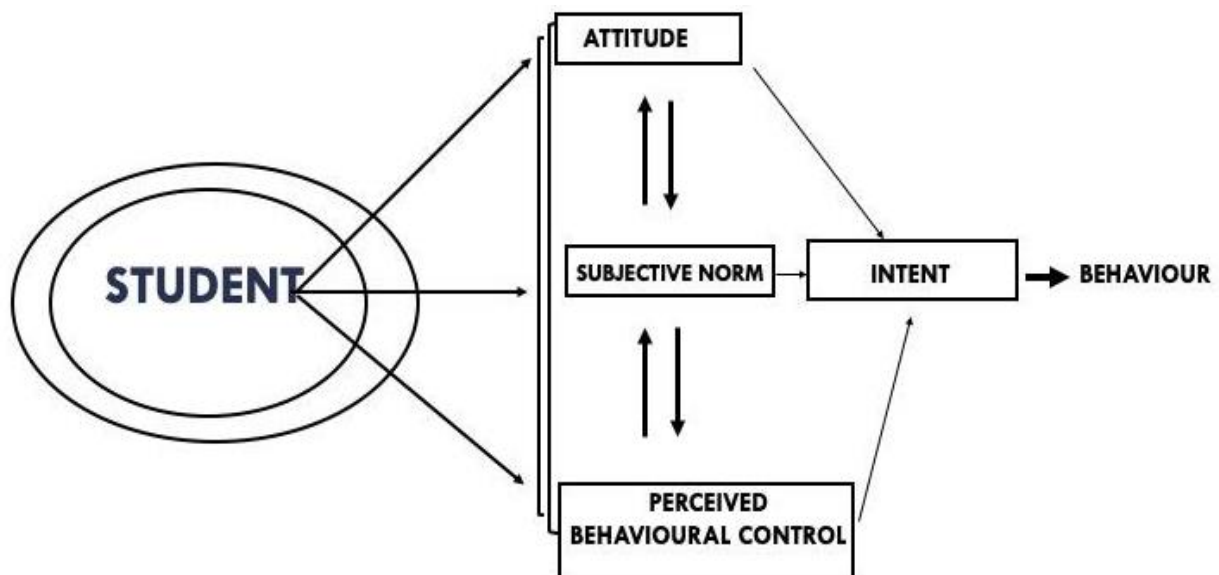 ATTITUDE
STUDENT
SUBJECTIVE NORM
INTENT
BEHAVIOUR
PERCEIVED
BEHAVIOURAL CONTROL